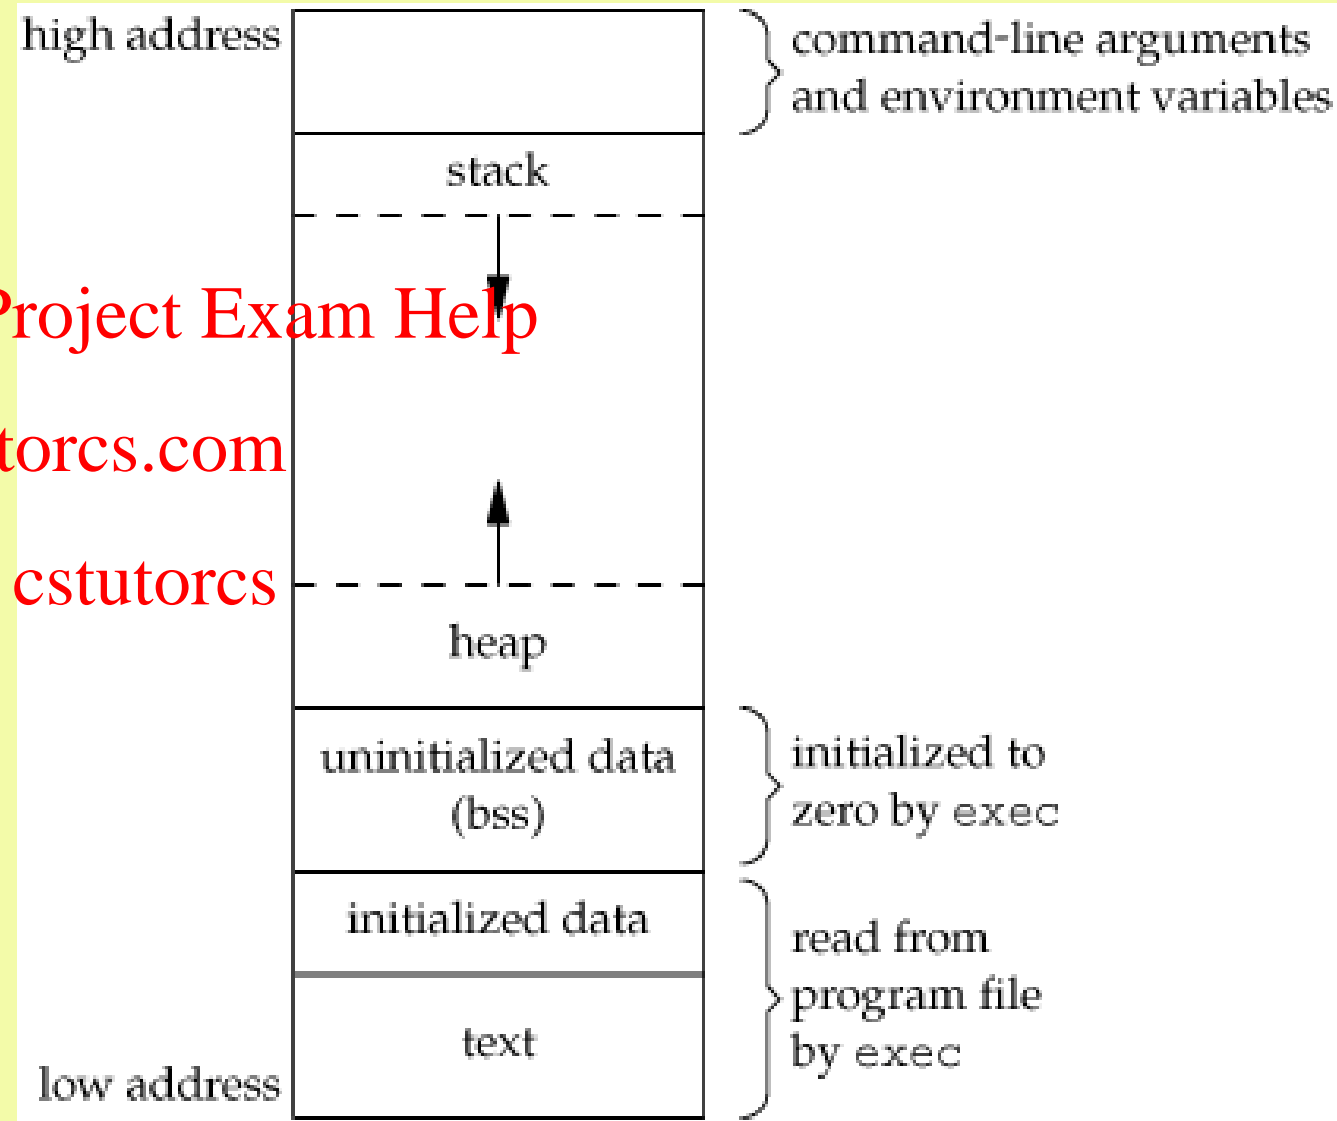 high address
command-line arguments
and environment variables
stack
Project Exam Help
torcs.com
cstutorcs
heap
uninitialized data
(bss)
initialized to
zero by exec
initialized data
read from
program file
by exec
text
low address